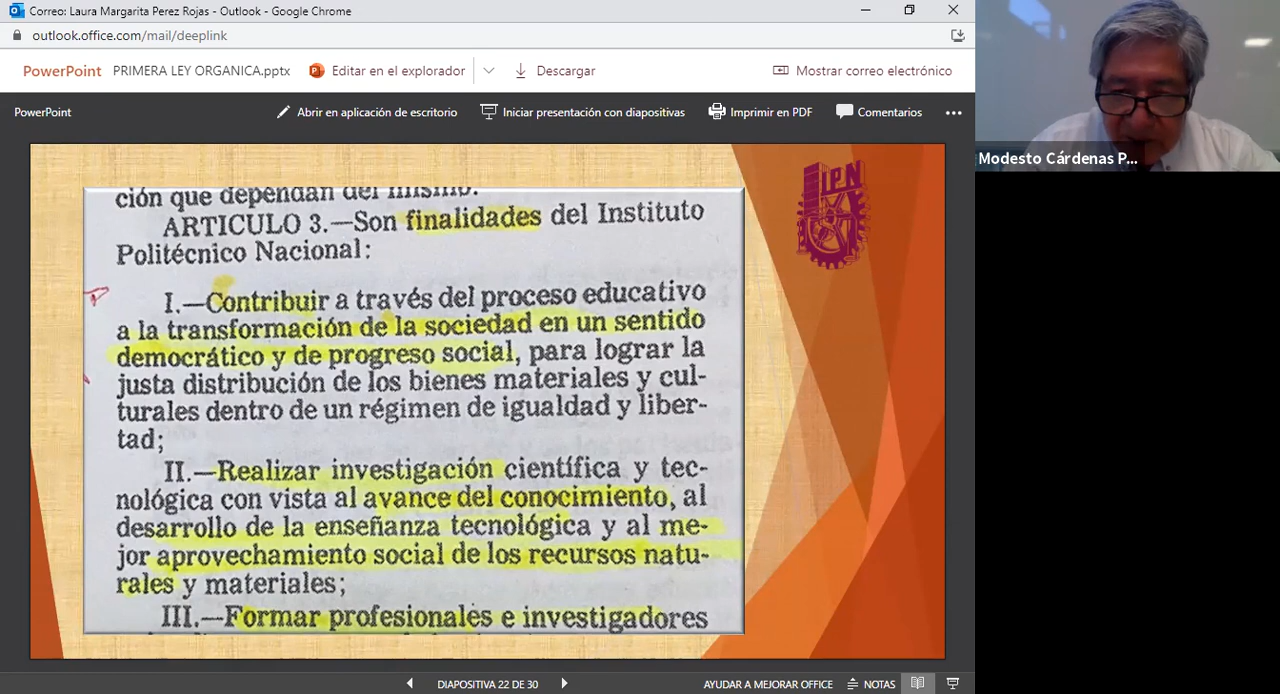 Correo: Laura Margarita Perez Rojas - Outlook - Google Chrome
outlook.office.com/mail/deeplink
PowerPoint PRIMERA LEY ORGANICA.pptx Editar en el explorador Descargar Mostrar correo electrónico
PowerPoint Abrir en aplicación de escritorio Iniciar presentación con diapositivas Imprimir en PDF Comentarios
ción que dependan del mismo.
ARTICULO 3.—Son finalidades del Instituto
Politécnico Nacional:
I.—Contribuir a través del proceso educativo
a la transformación de la sociedad en un sentido
democrático y de progreso social, para lograr la
justa distribución de los bienes materiales y cul-
turales dentro de un régimen de igualdad y liber-
tad;
II.—Realizar investigación científica y tec-
nológica con vista al avance del conocimiento, al
desarrollo de la enseñanza tecnológica y al me-
jor aprovechamiento social de los recursos natu-
rales y materiales;
III.—Formar profesionales e investigadores
IPN
Modesto Cárdenas P...
DIAPOSITIVA 22 DE 30
AYUDAR A MEJORAR OFFICE NOTAS